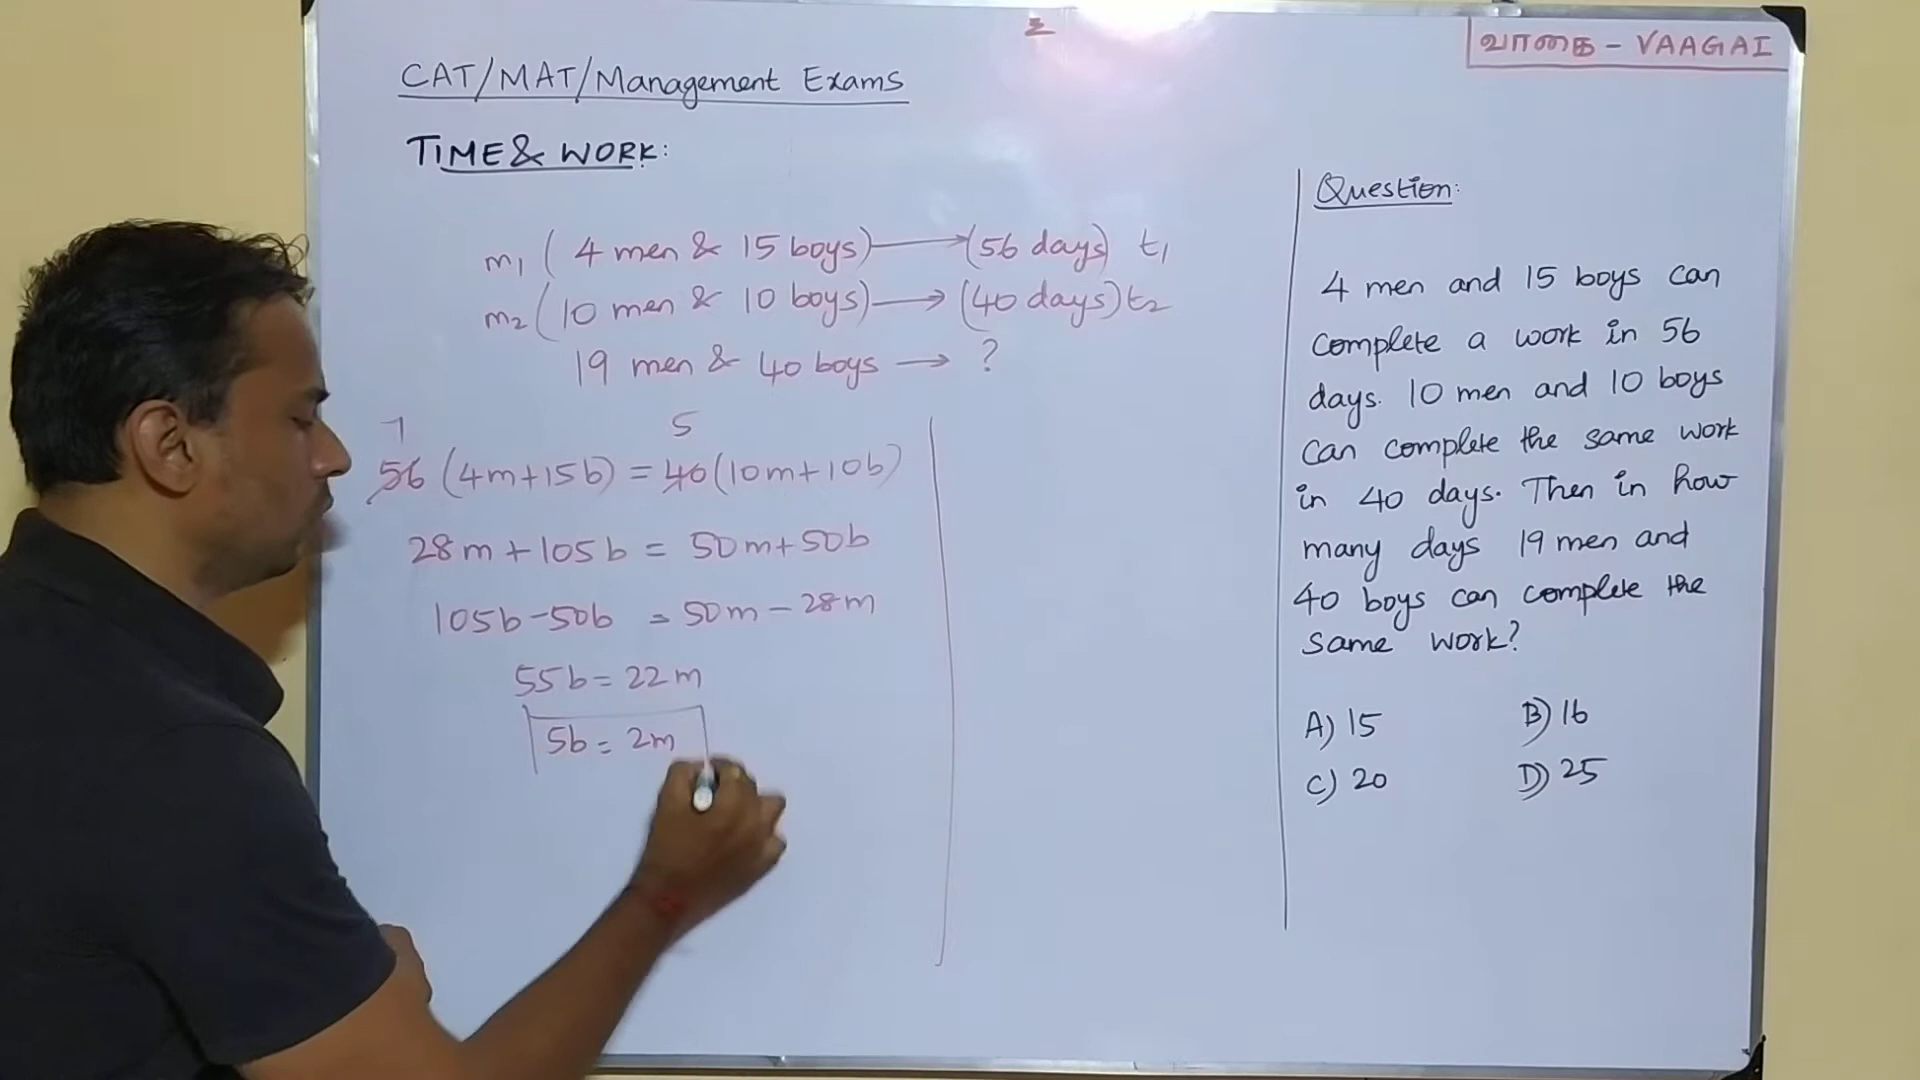 வாகை - VAAGAI
CAT/MAT/Management Exams
TIME & WORK:
m1 ( 4 men & 15 boys) → (56 days) t1
m2 (10 men & 10 boys) → (40 days) t2
19 men & 40 boys → ?
7 5
56 (4m+15b) = 40 (10m+10b)
28m + 105b = 50m + 50b
105b - 50b = 50m - 28m
55b = 22m
5b = 2m
Question:
4 men and 15 boys can
complete a work in 56
days. 10 men and 10 boys
can complete the same work
in 40 days. Then in how
many days 19 men and
40 boys can complete the
same work?
A) 15 B) 16
C) 20 D) 25